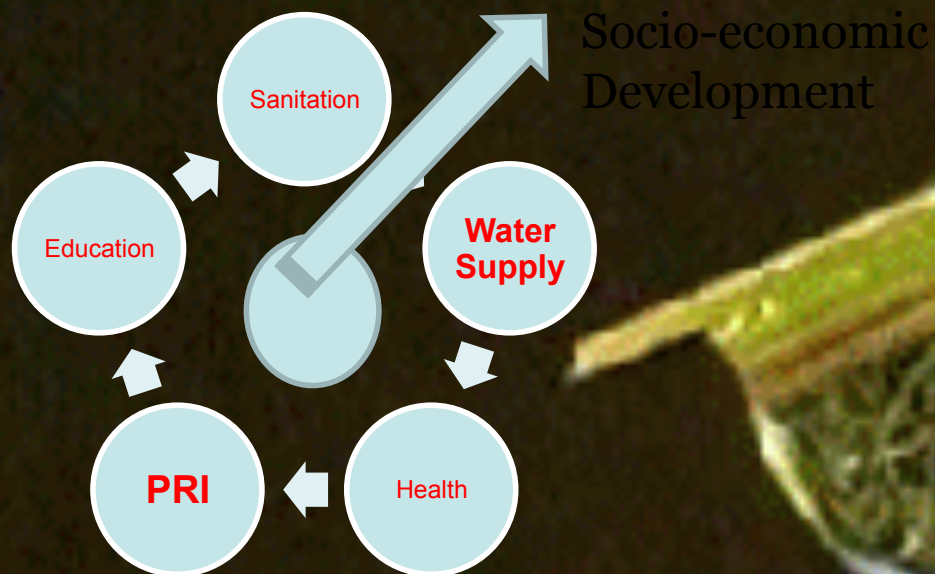 Socio-economic
Development
Sanitation
Water
Supply
Health
PRI
Education